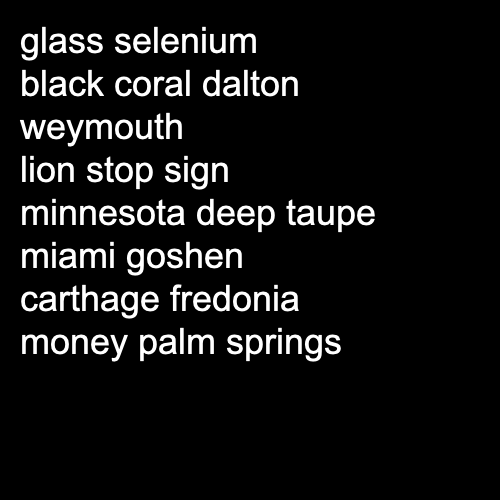 glass selenium
black coral dalton
weymouth
lion stop sign
minnesota deep taupe
miami goshen
carthage fredonia
money palm springs